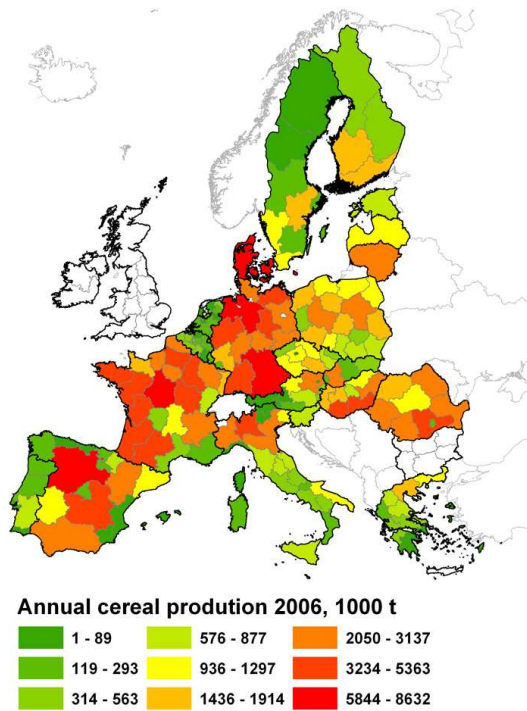 Annual cereal prodution 2006, 1000 t
1 - 89 576 - 877 2050 - 3137
119 - 293 936 - 1297 3234 - 5363
314 - 563 1436 - 1914 5844 - 8632